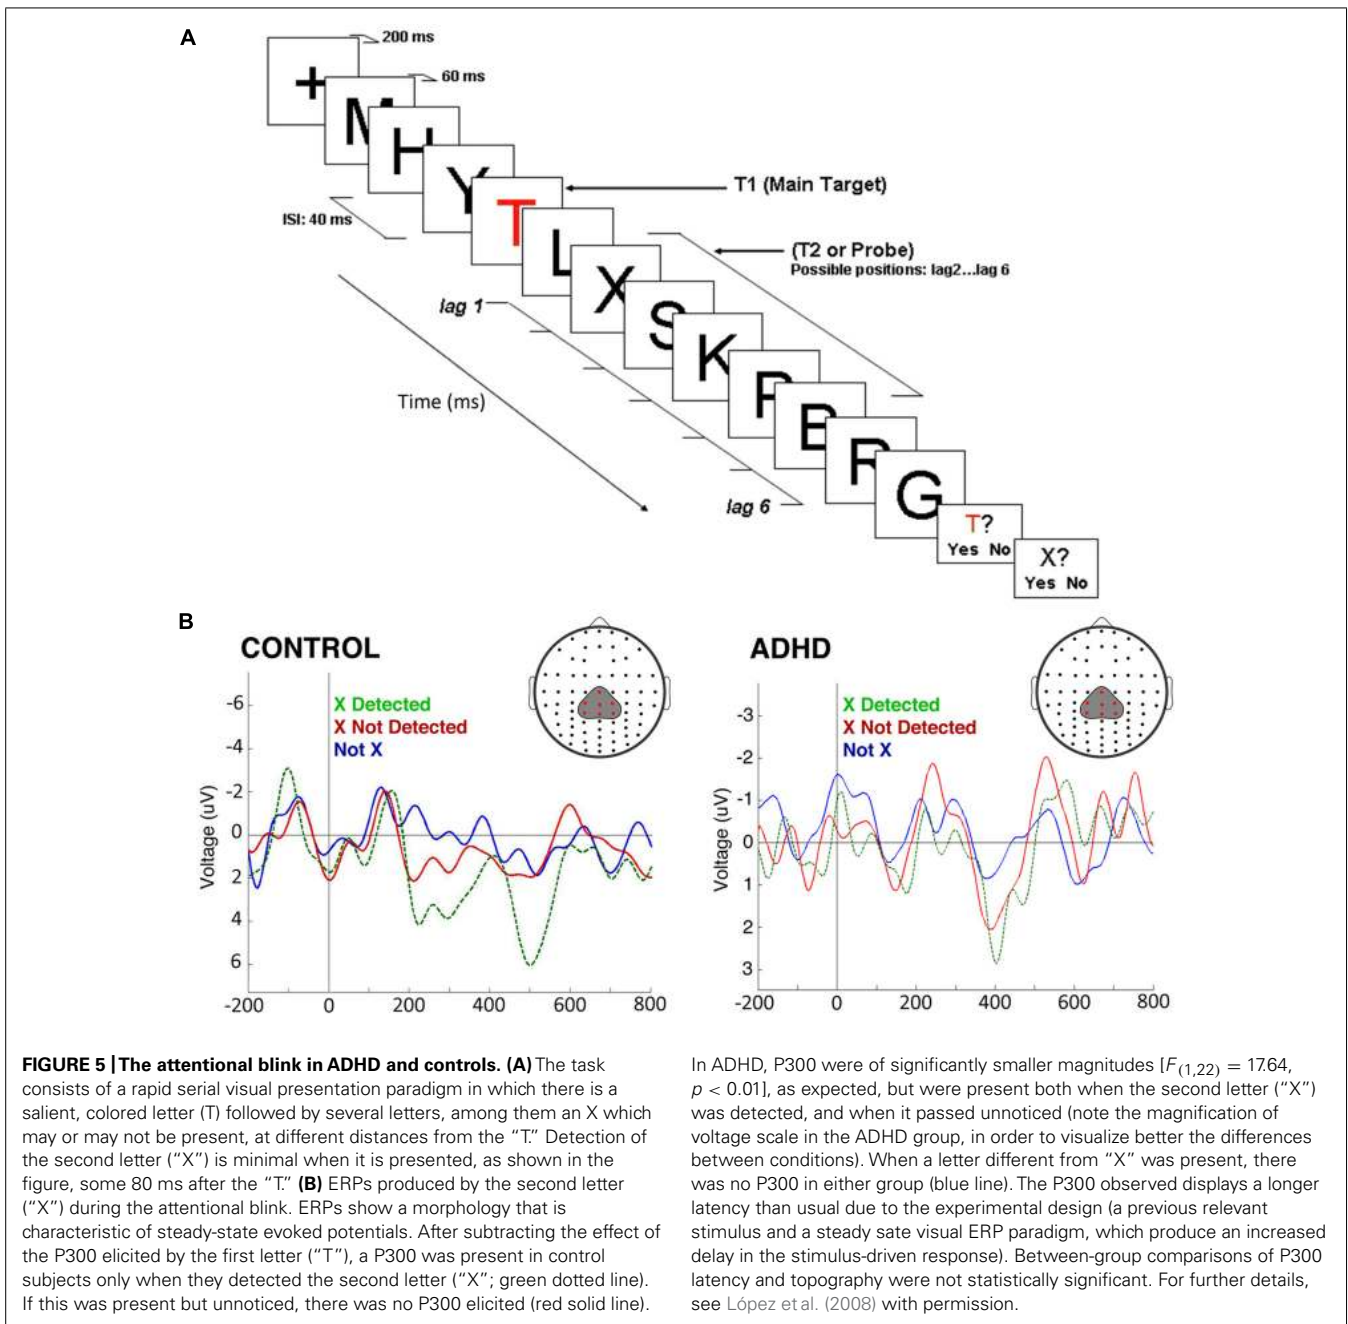 A
200 ms
60 ms
+
M
H
Y
T
L
X
S
K
P
B
R
G
ISI: 40 ms
T1 (Main Target)
(T2 or Probe)
Possible positions: lag2...lag 6
lag 1
Time (ms)
lag 6
T?
Yes No
X?
Yes No
B
CONTROL
X Detected
X Not Detected
Not X
Voltage (uV)
-6
-4
-2
0
2
4
6
-200 0 200 400 600 800
ADHD
X Detected
X Not Detected
Not X
Voltage (uV)
-3
-2
-1
0
1
2
3
-200 0 200 400 600 800
FIGURE 5 | The attentional blink in ADHD and controls. (A) The task
consists of a rapid serial visual presentation paradigm in which there is a
salient, colored letter (T) followed by several letters, among them an X which
may or may not be present, at different distances from the “T.” Detection of
the second letter (“X”) is minimal when it is presented, as shown in the
figure, some 80 ms after the “T.” (B) ERPs produced by the second letter
(“X”) during the attentional blink. ERPs show a morphology that is
characteristic of steady-state evoked potentials. After subtracting the effect of
the P300 elicited by the first letter (“T”), a P300 was present in control
subjects only when they detected the second letter (“X”; green dotted line).
If this was present but unnoticed, there was no P300 elicited (red solid line).
In ADHD, P300 were of significantly smaller magnitudes [F(1,22) = 17.64,
p < 0.01], as expected, but were present both when the second letter (“X”)
was detected, and when it passed unnoticed (note the magnification of
voltage scale in the ADHD group, in order to visualize better the differences
between conditions). When a letter different from “X” was present, there
was no P300 in either group (blue line). The P300 observed displays a longer
latency than usual due to the experimental design (a previous relevant
stimulus and a steady sate visual ERP paradigm, which produce an increased
delay in the stimulus-driven response). Between-group comparisons of P300
latency and topography were not statistically significant. For further details,
see López et al. (2008) with permission.